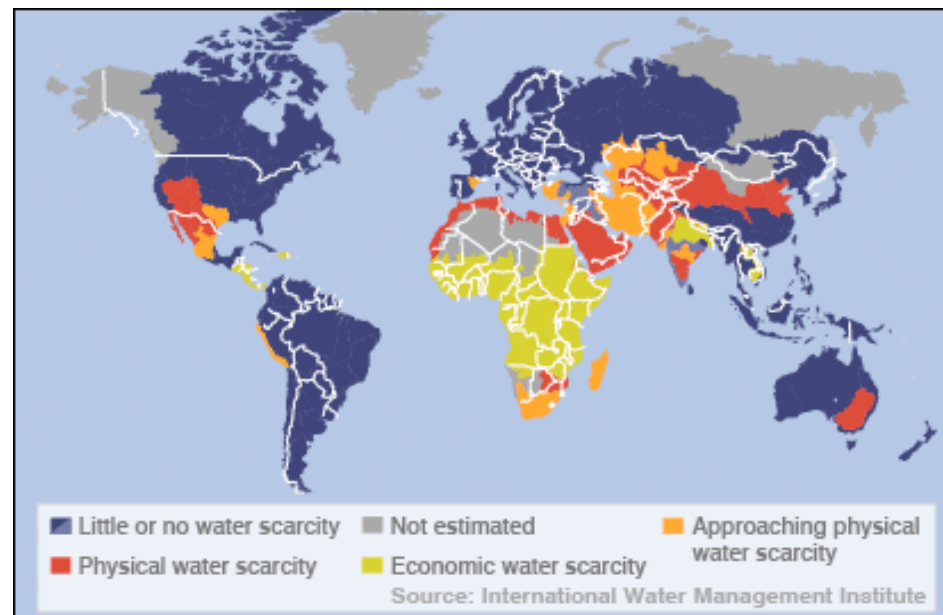 Little or no water scarcity
Not estimated
Approaching physical
water scarcity
Physical water scarcity
Economic water scarcity
Source: International Water Management Institute